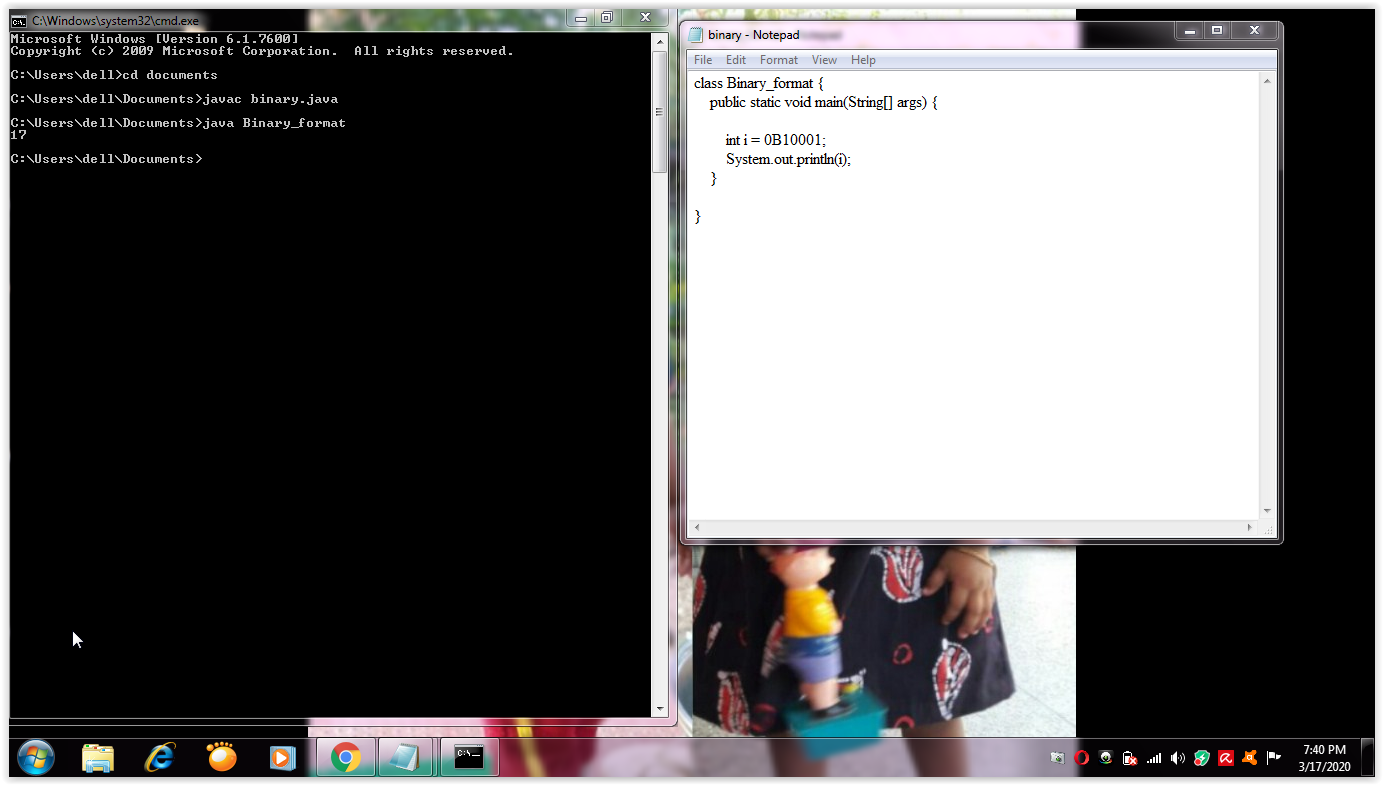 C:\Windows\system32\cmd.exe
Microsoft Windows [Version 6.1.7600]
Copyright (c) 2009 Microsoft Corporation.  All rights reserved.
C:\Users\dell>cd documents
C:\Users\dell\Documents>javac binary.java
C:\Users\dell\Documents>java Binary_format
17
C:\Users\dell\Documents>
binary - Notepad
File Edit Format View Help
class Binary_format {
public static void main(String[] args) {
int i = 0B10001;
System.out.println(i);
}
}
7:40 PM
3/17/2020